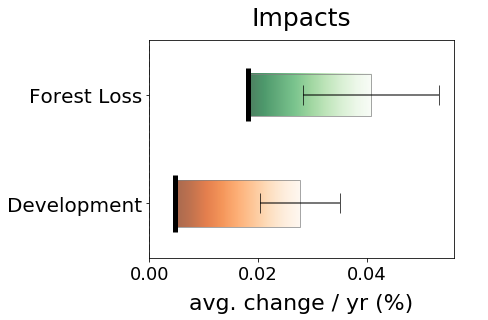 Impacts
Forest Loss
Development
0.00 0.02 0.04
avg. change / yr (%)